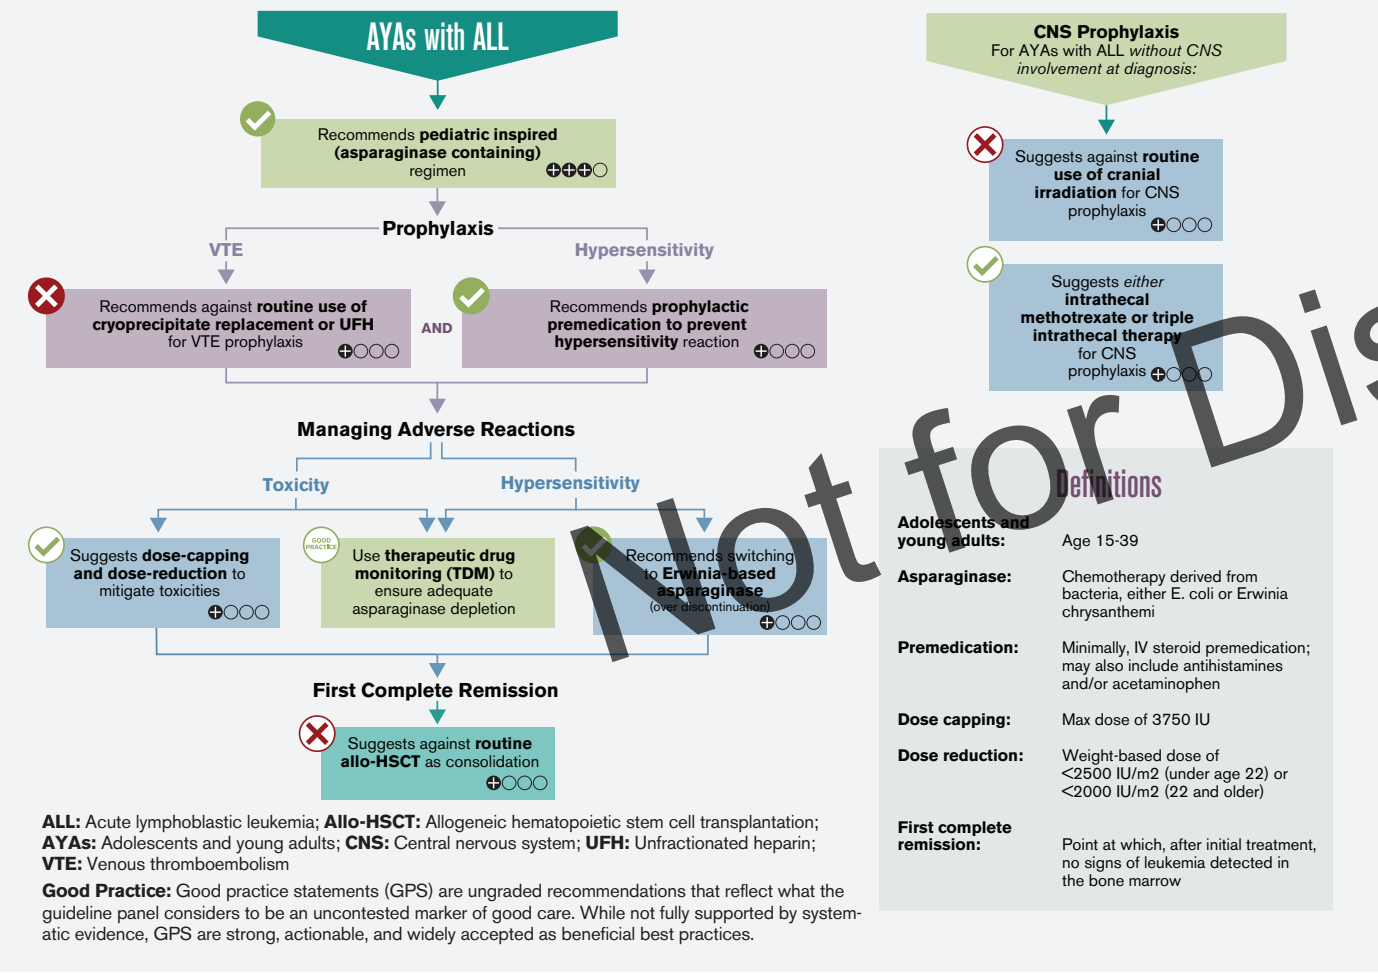 AYAs with ALL
Recommends pediatric inspired
(asparaginase containing)
regimen
Prophylaxis
VTE
Hypersensitivity
Recommends against routine use of
cryoprecipitate replacement or UFH
for VTE prophylaxis
AND
Recommends prophylactic
premedication to prevent
hypersensitivity reaction
Managing Adverse Reactions
Toxicity
Hypersensitivity
Suggests dose-capping
and dose-reduction to
mitigate toxicities
GOOD
PRACTICE
Use therapeutic drug
monitoring (TDM) to
ensure adequate
asparaginase depletion
Recommends switching
to Erwinia-based
asparaginase
(over discontinuation)
First Complete Remission
Suggests against routine
allo-HSCT as consolidation
ALL: Acute lymphoblastic leukemia; Allo-HSCT: Allogeneic hematopoietic stem cell transplantation;
AYAs: Adolescents and young adults; CNS: Central nervous system; UFH: Unfractionated heparin;
VTE: Venous thromboembolism
Good Practice: Good practice statements (GPS) are ungraded recommendations that reflect what the
guideline panel considers to be an uncontested marker of good care. While not fully supported by system-
atic evidence, GPS are strong, actionable, and widely accepted as beneficial best practices.
CNS Prophylaxis
For AYAs with ALL without CNS
involvement at diagnosis:
Suggests against routine
use of cranial
irradiation for CNS
prophylaxis
Suggests either
intrathecal
methotrexate or triple
intrathecal therapy
for CNS
prophylaxis
Definitions
Adolescents and
young adults: Age 15-39
Asparaginase: Chemotherapy derived from
bacteria, either E. coli or Erwinia
chrysanthemi
Premedication: Minimally, IV steroid premedication;
may also include antihistamines
and/or acetaminophen
Dose capping: Max dose of 3750 IU
Dose reduction: Weight-based dose of
<2500 IU/m2 (under age 22) or
<2000 IU/m2 (22 and older)
First complete
remission: Point at which, after initial treatment,
no signs of leukemia detected in
the bone marrow
Not for Dis